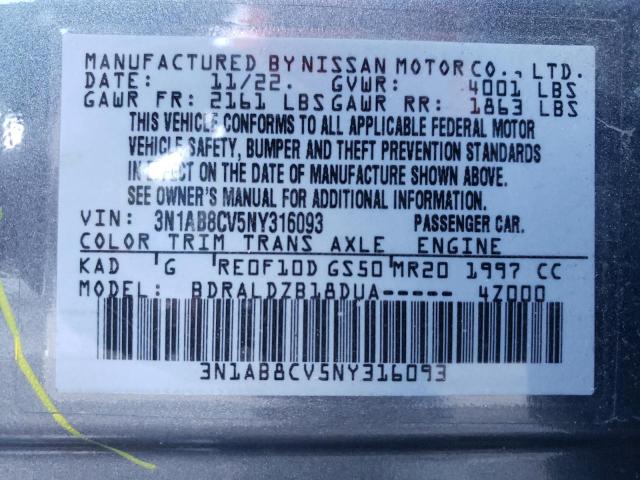 MANUFACTURED BY NISSAN MOTOR CO., LTD.
DATE: 11/22. GVWR: 4001 LBS
GAWR FR: 2161 LBS GAWR RR: 1863 LBS
THIS VEHICLE CONFORMS TO ALL APPLICABLE FEDERAL MOTOR
VEHICLE SAFETY, BUMPER AND THEFT PREVENTION STANDARDS
IN EFFECT ON THE DATE OF MANUFACTURE SHOWN ABOVE.
SEE OWNER'S MANUAL FOR ADDITIONAL INFORMATION.
VIN: 3N1AB8CV5NY316093 PASSENGER CAR.
COLOR TRIM TRANS AXLE ENGINE
KAD G RE0F10D GS50 MR20 1997 CC
MODEL: BDRALDZB18DUA----- 4Z000
3N1AB8CV5NY316093